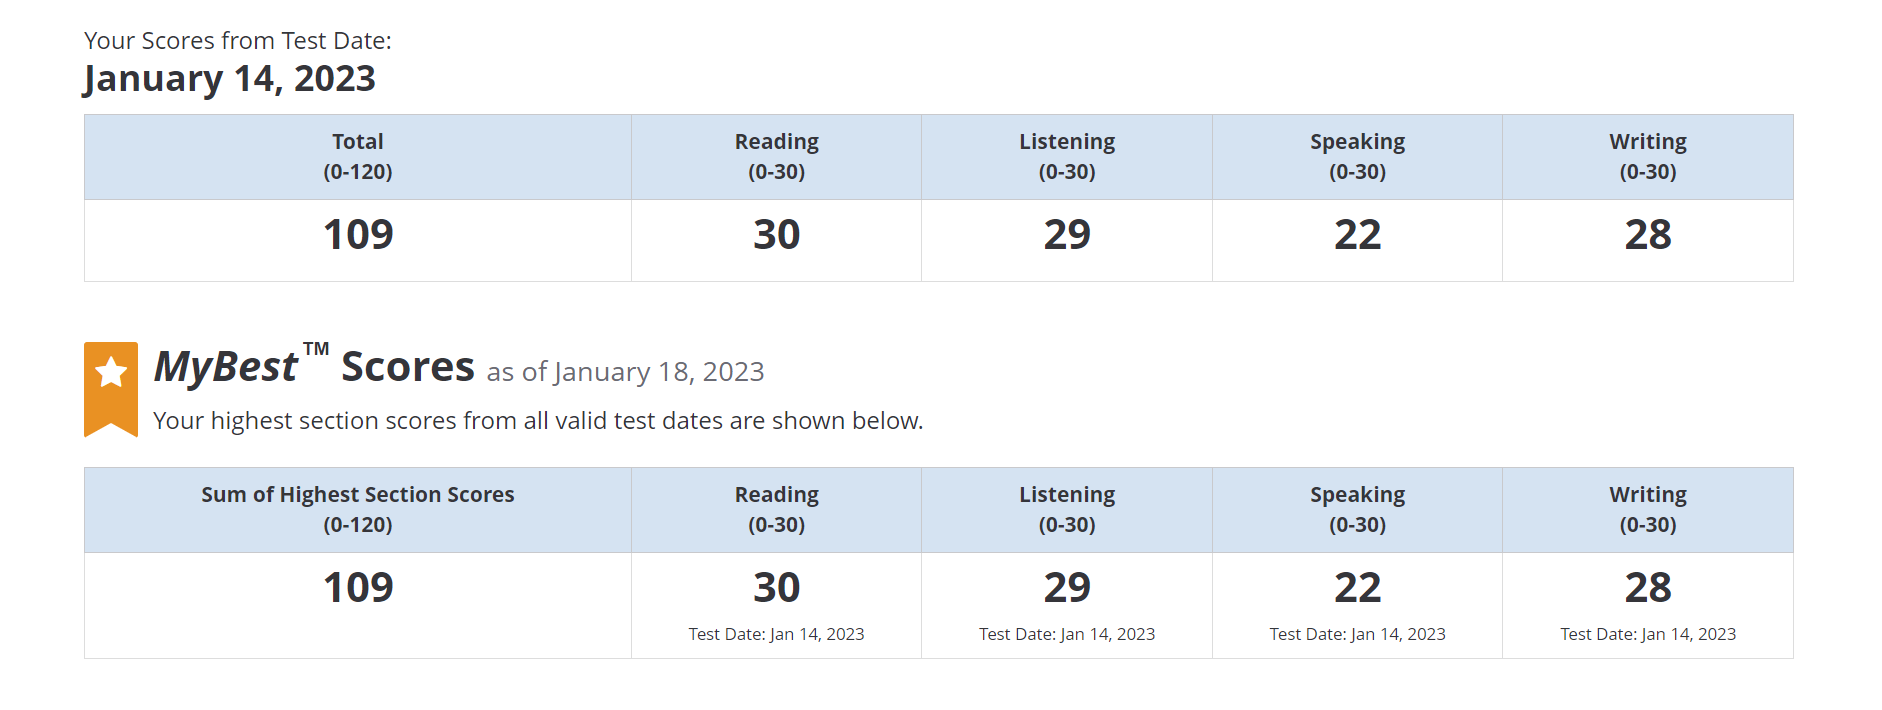 Your Scores from Test Date:
January 14, 2023
Total Reading Listening Speaking Writing
(0-120) (0-30) (0-30) (0-30) (0-30)
109 30 29 22 28
MyBest™ Scores as of January 18, 2023
Your highest section scores from all valid test dates are shown below.
Sum of Highest Section Scores Reading Listening Speaking Writing
(0-120) (0-30) (0-30) (0-30) (0-30)
109 30 29 22 28
Test Date: Jan 14, 2023 Test Date: Jan 14, 2023 Test Date: Jan 14, 2023 Test Date: Jan 14, 2023